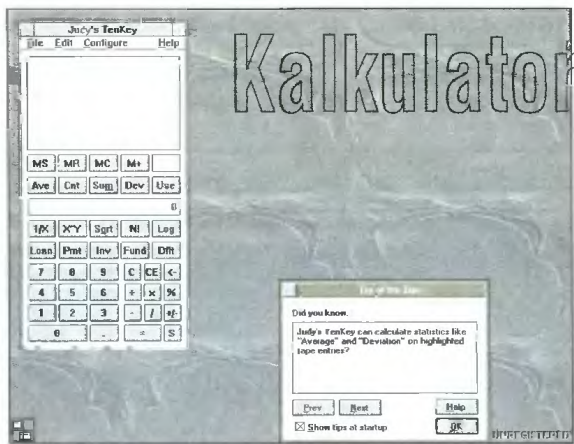 Judy's TenKey
File Edit Configure Help
Kalkulator
MS MR MC M+
Ave Cnt Sum Dev Use
0
1/X X^Y Sqrt N! Log
Loan Pmt Inv Fund Dflt
7 8 9 C CE <-
4 5 6 + x %
1 2 3 - / +/-
0 . = S
Tip of the Day
Did you know.
Judy's TenKey can calculate statistics like
"Average" and "Deviation" on highlighted
tape entries?
Prev Next Help
Show tips at startup OK
UNREGISTERED